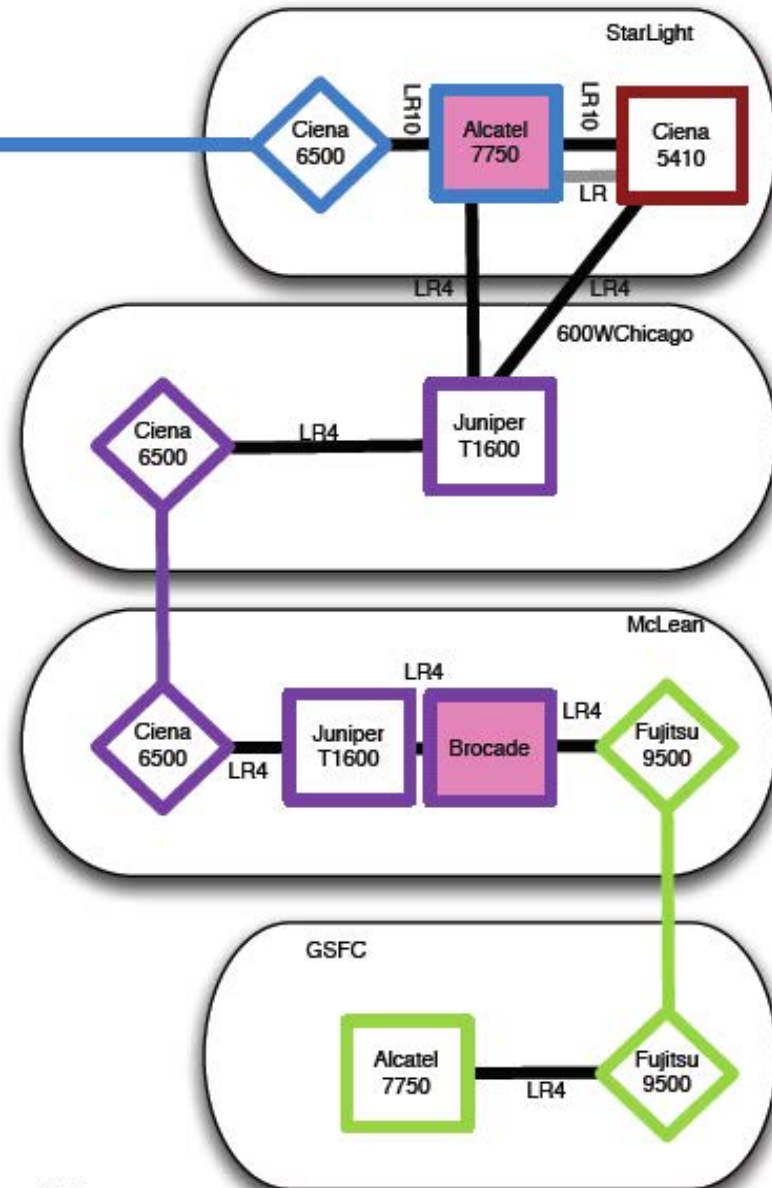 StarLight
Ciena
6500
LR10
Alcatel
7750
LR10
LR
Ciena
5410
LR4
LR4
600WChicago
Ciena
6500
LR4
Juniper
T1600
McLean
LR4
Ciena
6500
LR4
Juniper
T1600
Brocade
LR4
Fujitsu
9500
GSFC
Alcatel
7750
LR4
Fujitsu
9500